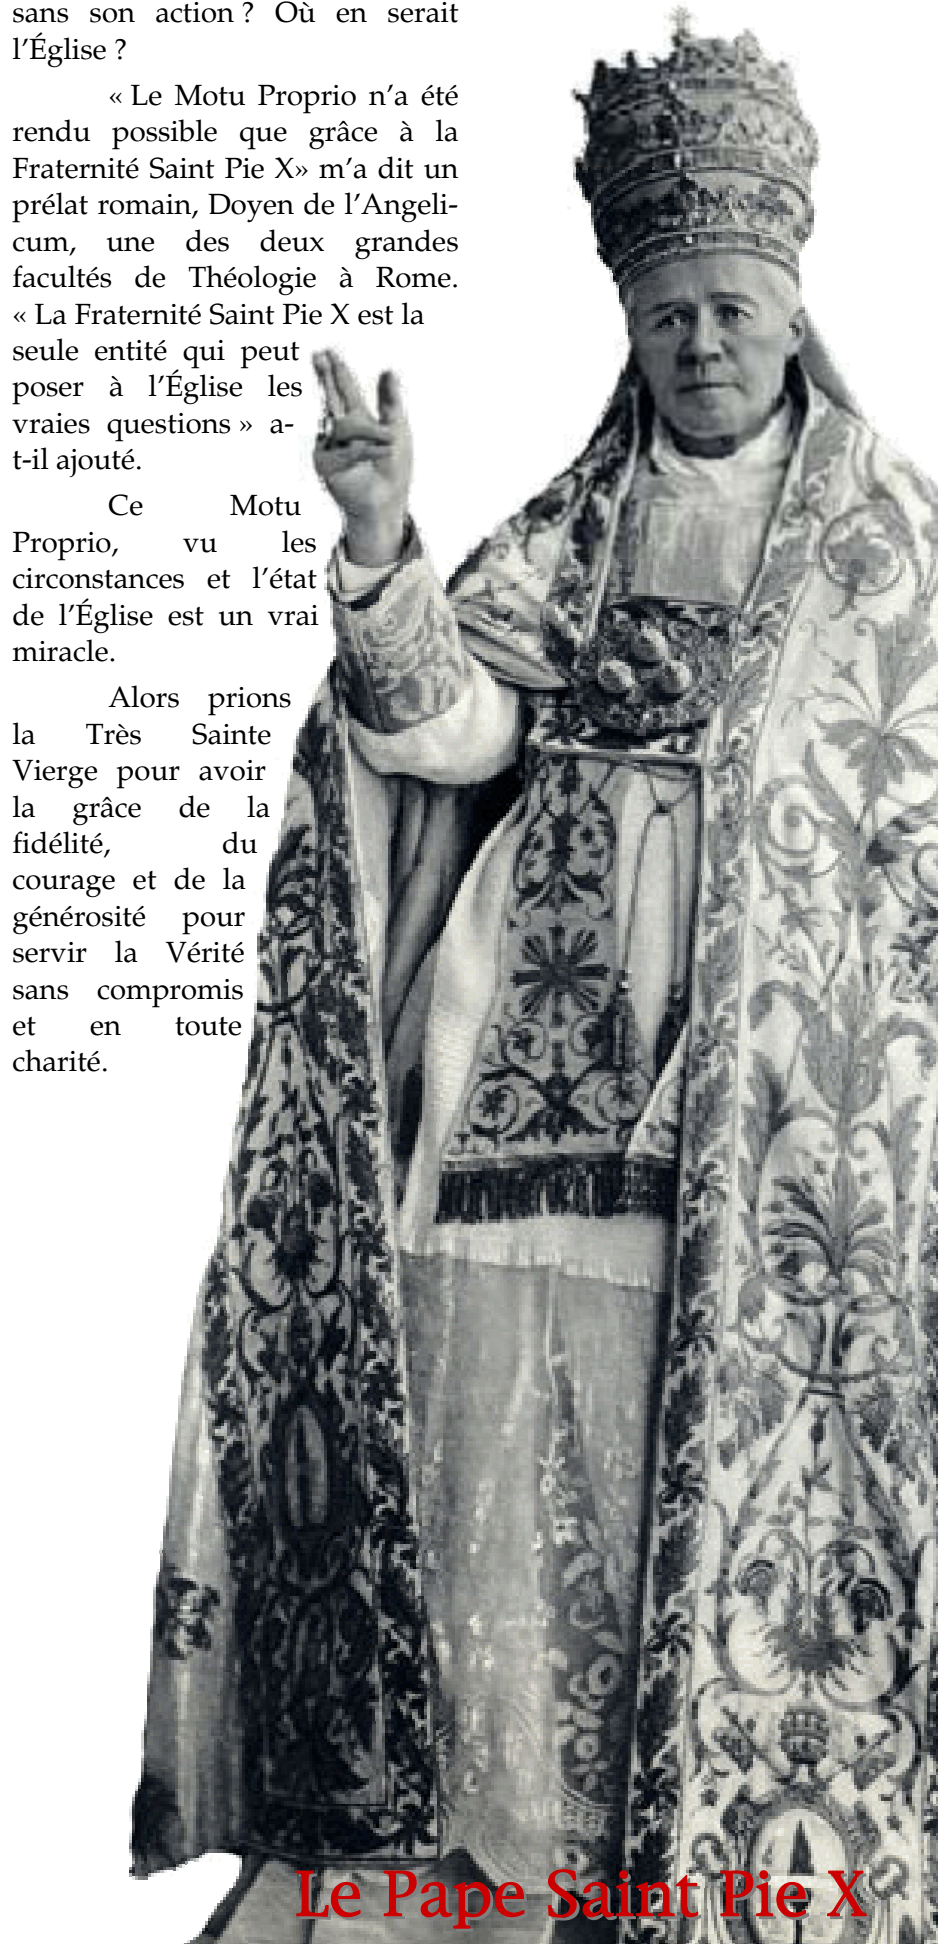 sans son action ? Où en serait
l’Église ?
« Le Motu Proprio n’a été
rendu possible que grâce à la
Fraternité Saint Pie X» m’a dit un
prélat romain, Doyen de l’Angeli-
cum, une des deux grandes
facultés de Théologie à Rome.
« La Fraternité Saint Pie X est la
seule entité qui peut
poser à l’Église les
vraies questions » a-
t-il ajouté.
Ce Motu
Proprio, vu les
circonstances et l’état
de l’Église est un vrai
miracle.
Alors prions
la Très Sainte
Vierge pour avoir
la grâce de la
fidélité, du
courage et de la
générosité pour
servir la Vérité
sans compromis
et en toute
charité.
Le Pape Saint Pie X